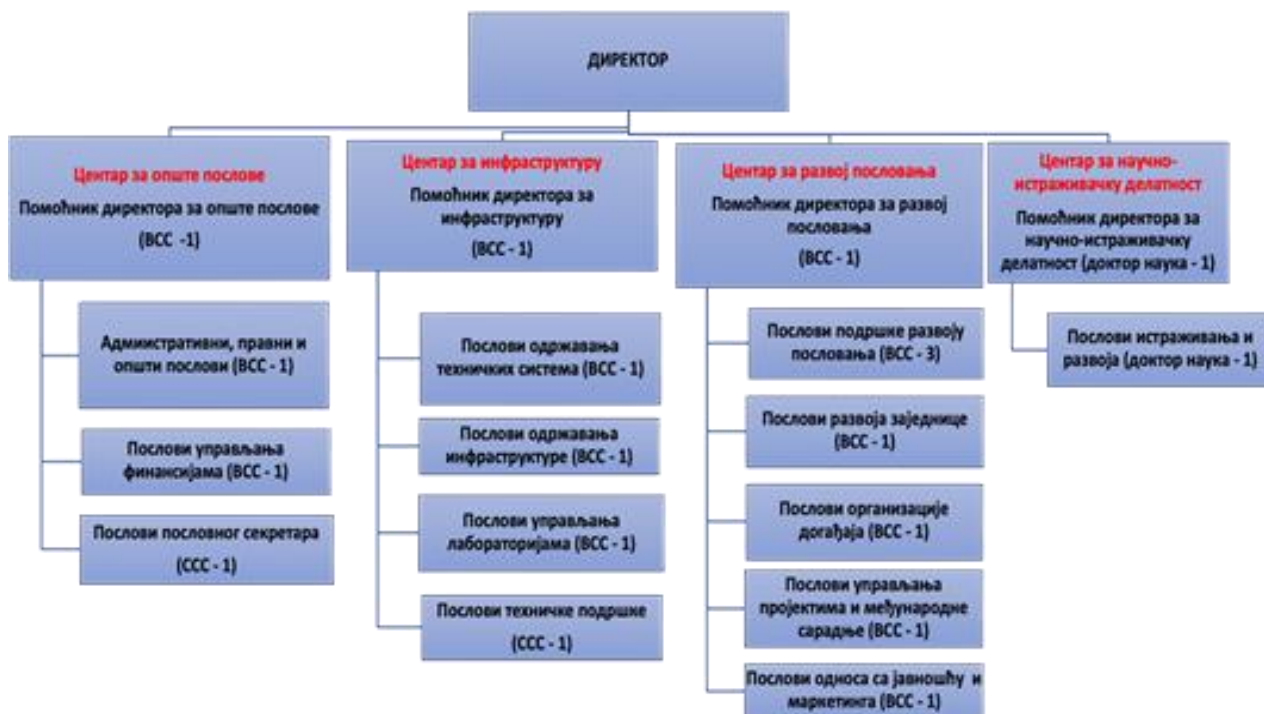 ДИРЕКТОР
Центар за опште послове
Помоћник директора за опште послове
(ВСС -1)
Адмиистративни, правни и
општи послови (ВСС - 1)
Послови управљања
финансијама (ВСС - 1)
Послови пословног секретара
(ССС - 1)
Центар за инфраструктуру
Помоћник директора за
инфраструктуру
(ВСС - 1)
Послови одржавања
техничких система (ВСС - 1)
Послови одржавања
инфраструктуре (ВСС - 1)
Послови управљања
лабораторијама (ВСС - 1)
Послови техничке подршке
(ССС - 1)
Центар за развој пословања
Помоћник директора за развој
пословања
(ВСС - 1)
Послови подршке развоју
пословања (ВСС - 3)
Послови развоја заједнице
(ВСС - 1)
Послови организације
догађаја (ВСС - 1)
Послови управљања
пројектима и међународне
сарадње (ВСС - 1)
Послови односа са јавношћу и
маркетинга (ВСС - 1)
Центар за научно-
истраживачку делатност
Помоћник директора за
научно-истраживачку
делатност (доктор наука - 1)
Послови истраживања и
развоја (доктор наука - 1)